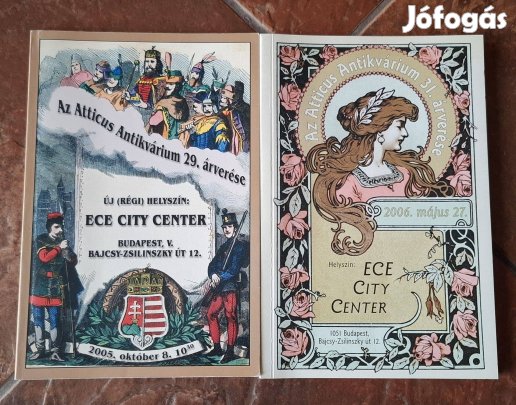 Jófogás
Az Atticus Antikvárium 29. árverése
ÚJ (RÉGI) HELYSZÍN:
ECE CITY CENTER
BUDAPEST, V.
BAJCSY-ZSILINSZKY ÚT 12.
2005. október 8. 10³⁰
Az Atticus Antikvárium 31. árverése
2006. május 27.
Helyszín:
ECE
CITY
CENTER
1051 Budapest,
Bajcsy-Zsilinszky út 12.